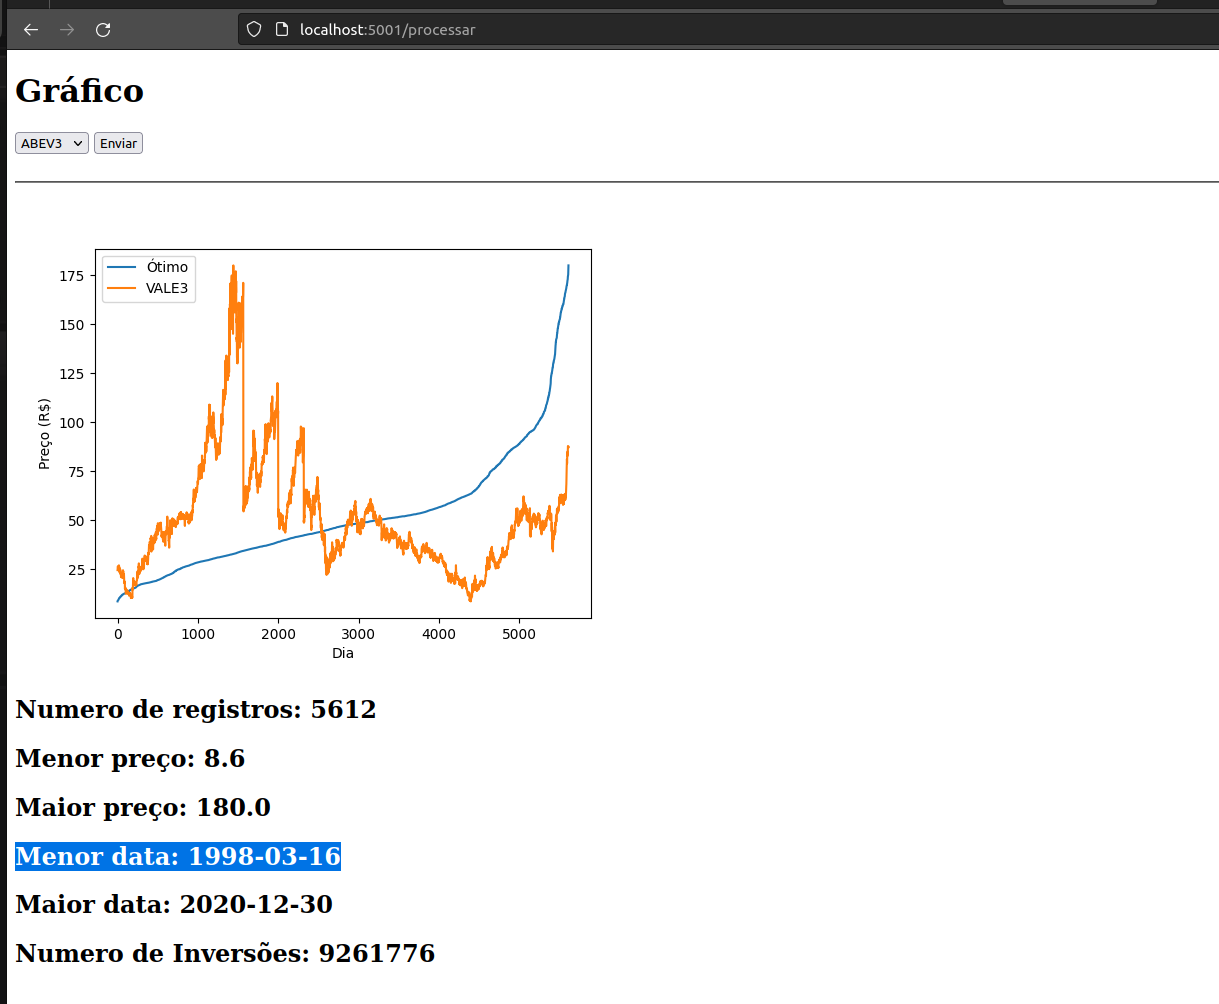 localhost:5001/processar
Gráfico
ABEV3 Enviar
Ótimo
VALE3
175
150
125
100
75
50
25
Preço (R$)
0 1000 2000 3000 4000 5000
Dia
Numero de registros: 5612
Menor preço: 8.6
Maior preço: 180.0
Menor data: 1998-03-16
Maior data: 2020-12-30
Numero de Inversões: 9261776